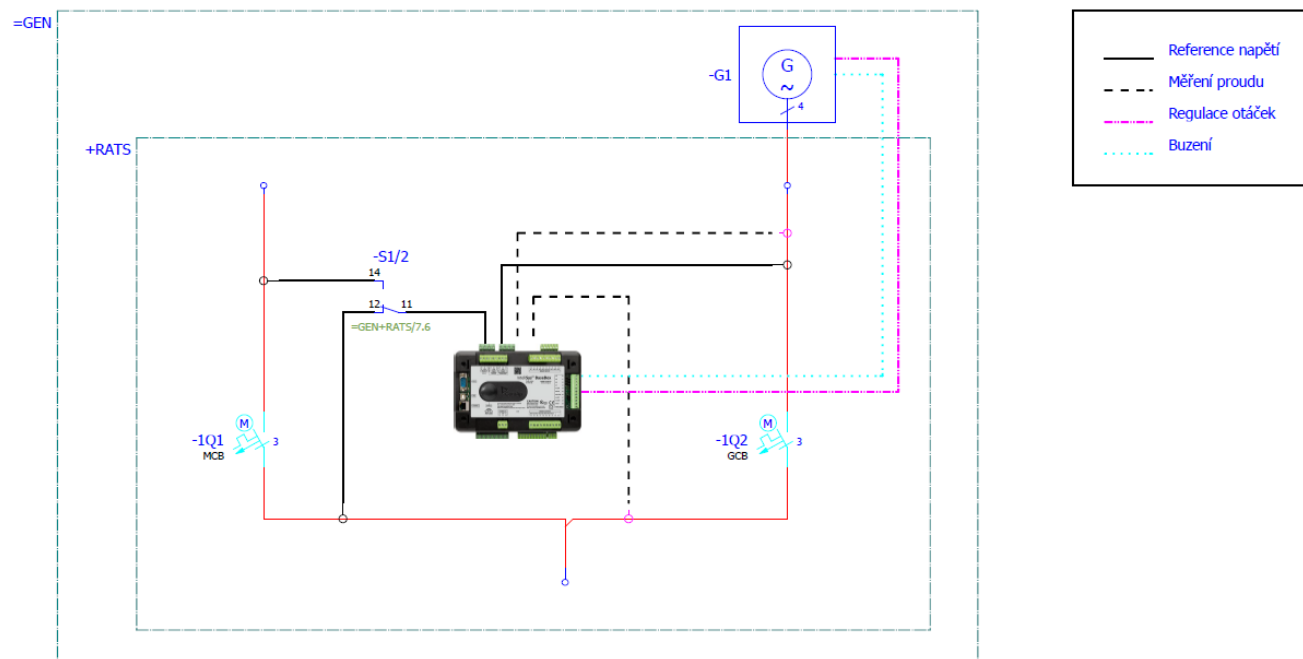 =GEN
-G1
G
~
4
Reference napětí
Měření proudu
Regulace otáček
Buzení
+RATS
-S1/2
14
12 11
=GEN+RATS/7.6
-1Q1
MCB
M
3
-1Q2
GCB
M
3